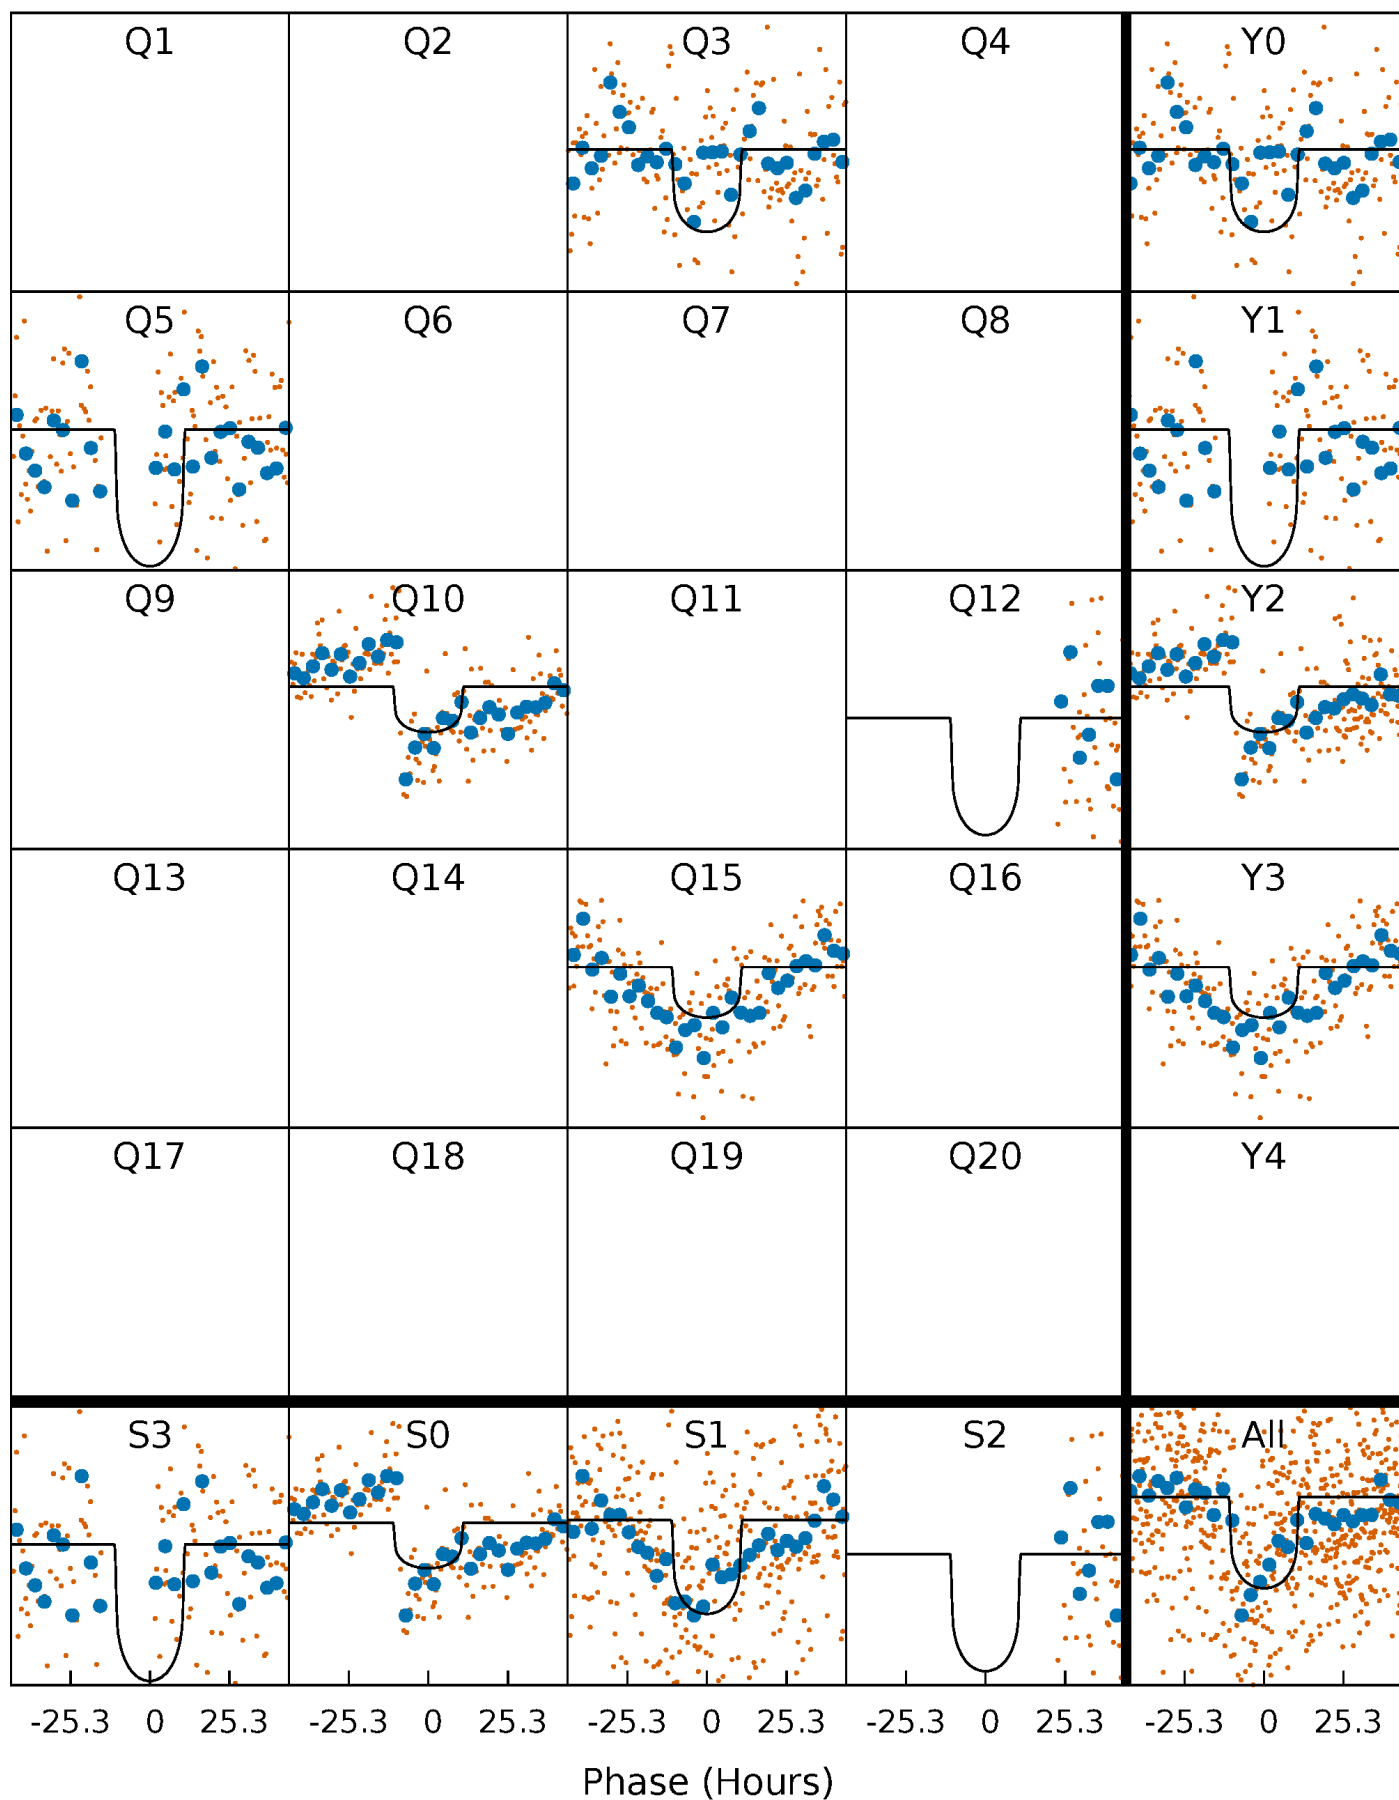 Q1 Q2 Q3 Q4 Y0
Q5 Q6 Q7 Q8 Y1
Q9 Q10 Q11 Q12 Y2
Q13 Q14 Q15 Q16 Y3
Q17 Q18 Q19 Q20 Y4
S3 S0 S1 S2 All
-25.3 0 25.3 -25.3 0 25.3 -25.3 0 25.3 -25.3 0 25.3 -25.3 0 25.3
Phase (Hours)